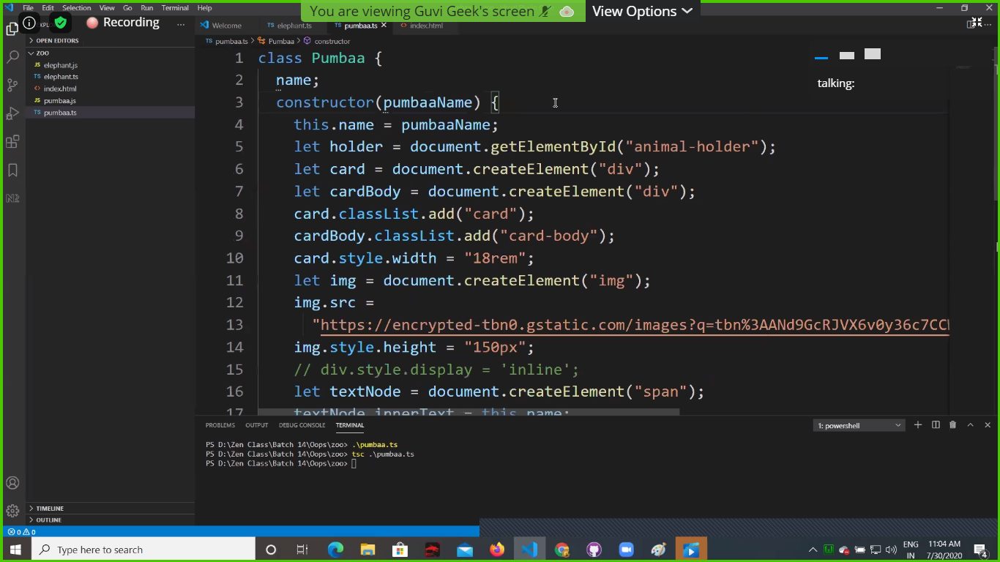 File Edit Selection View Go Run Terminal Help
You are viewing Guvi Geek's screen
View Options
Recording
Welcome
elephant.ts
pumbaa.ts
index.html
OPEN EDITORS
pumbaa.ts > Pumbaa > constructor
ZOO
JS elephant.js
TS elephant.ts
index.html
JS pumbaa.js
TS pumbaa.ts
talking:
1 class Pumbaa {
2 name;
3 constructor(pumbaaName) {
4 this.name = pumbaaName;
5 let holder = document.getElementById("animal-holder");
6 let card = document.createElement("div");
7 let cardBody = document.createElement("div");
8 card.classList.add("card");
9 cardBody.classList.add("card-body");
10 card.style.width = "18rem";
11 let img = document.createElement("img");
12 img.src =
13 "https://encrypted-tbn0.gstatic.com/images?q=tbn%3AANd9GcRJVX6v0y36c7CC
14 img.style.height = "150px";
15 // div.style.display = 'inline';
16 let textNode = document.createElement("span");
17 textNode.innerText = this.name;
PROBLEMS OUTPUT DEBUG CONSOLE TERMINAL
1: powershell
PS D:\Zen Class\Batch 14\Oops\zoo> .\pumbaa.ts
PS D:\Zen Class\Batch 14\Oops\zoo> tsc .\pumbaa.ts
PS D:\Zen Class\Batch 14\Oops\zoo>
TIMELINE
OUTLINE
0 0
Type here to search
ENG
IN
11:04 AM
7/30/2020
4